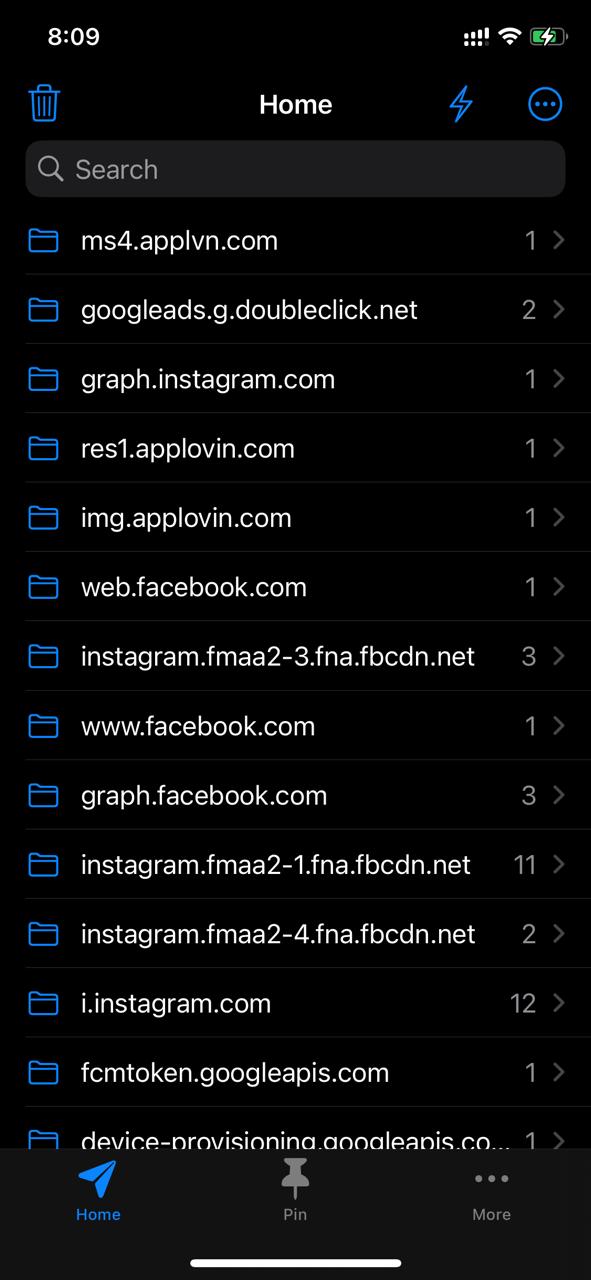 8:09
Home
Search
ms4.applvn.com 1
googleads.g.doubleclick.net 2
graph.instagram.com 1
res1.applovin.com 1
img.applovin.com 1
web.facebook.com 1
instagram.fmaa2-3.fna.fbcdn.net 3
www.facebook.com 1
graph.facebook.com 3
instagram.fmaa2-1.fna.fbcdn.net 11
instagram.fmaa2-4.fna.fbcdn.net 2
i.instagram.com 12
fcmtoken.googleapis.com 1
device-provisioning.googleapis.co... 1
Home Pin More